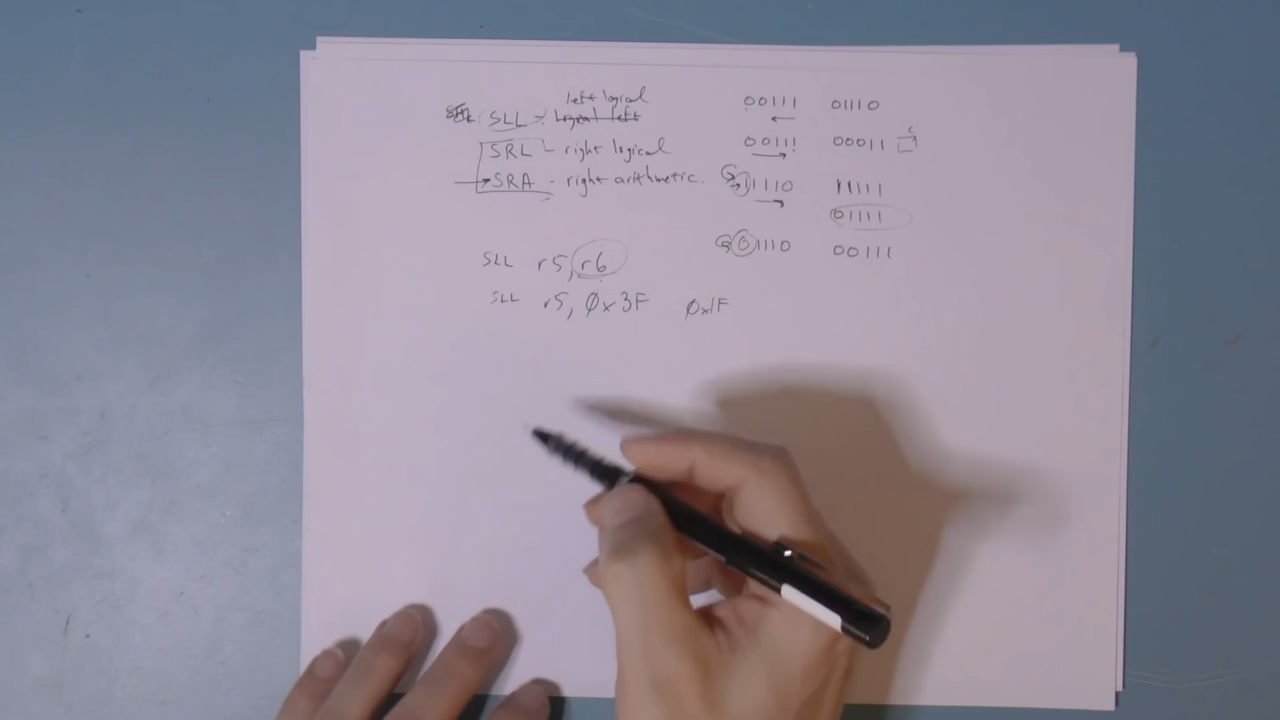 SLL - left logical 00111 01110
SRL - right logical 00111 00011 c
SRA - right arithmetic. 11110 11111
01111
01110 00111
SLL r5, r6
SLL r5, 0x3F 0x1F